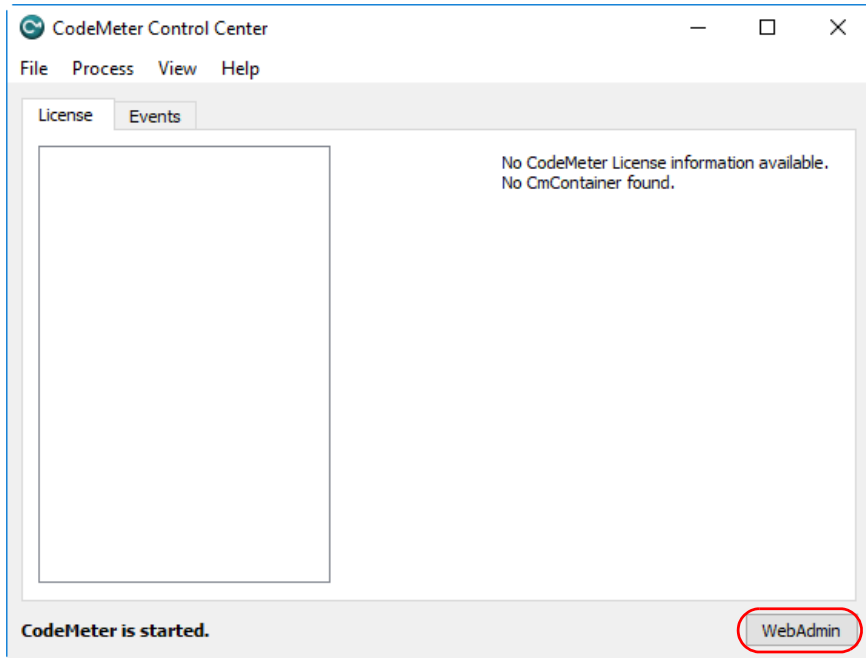 CodeMeter Control Center
File Process View Help
License Events
No CodeMeter License information available.
No CmContainer found.
CodeMeter is started.
WebAdmin